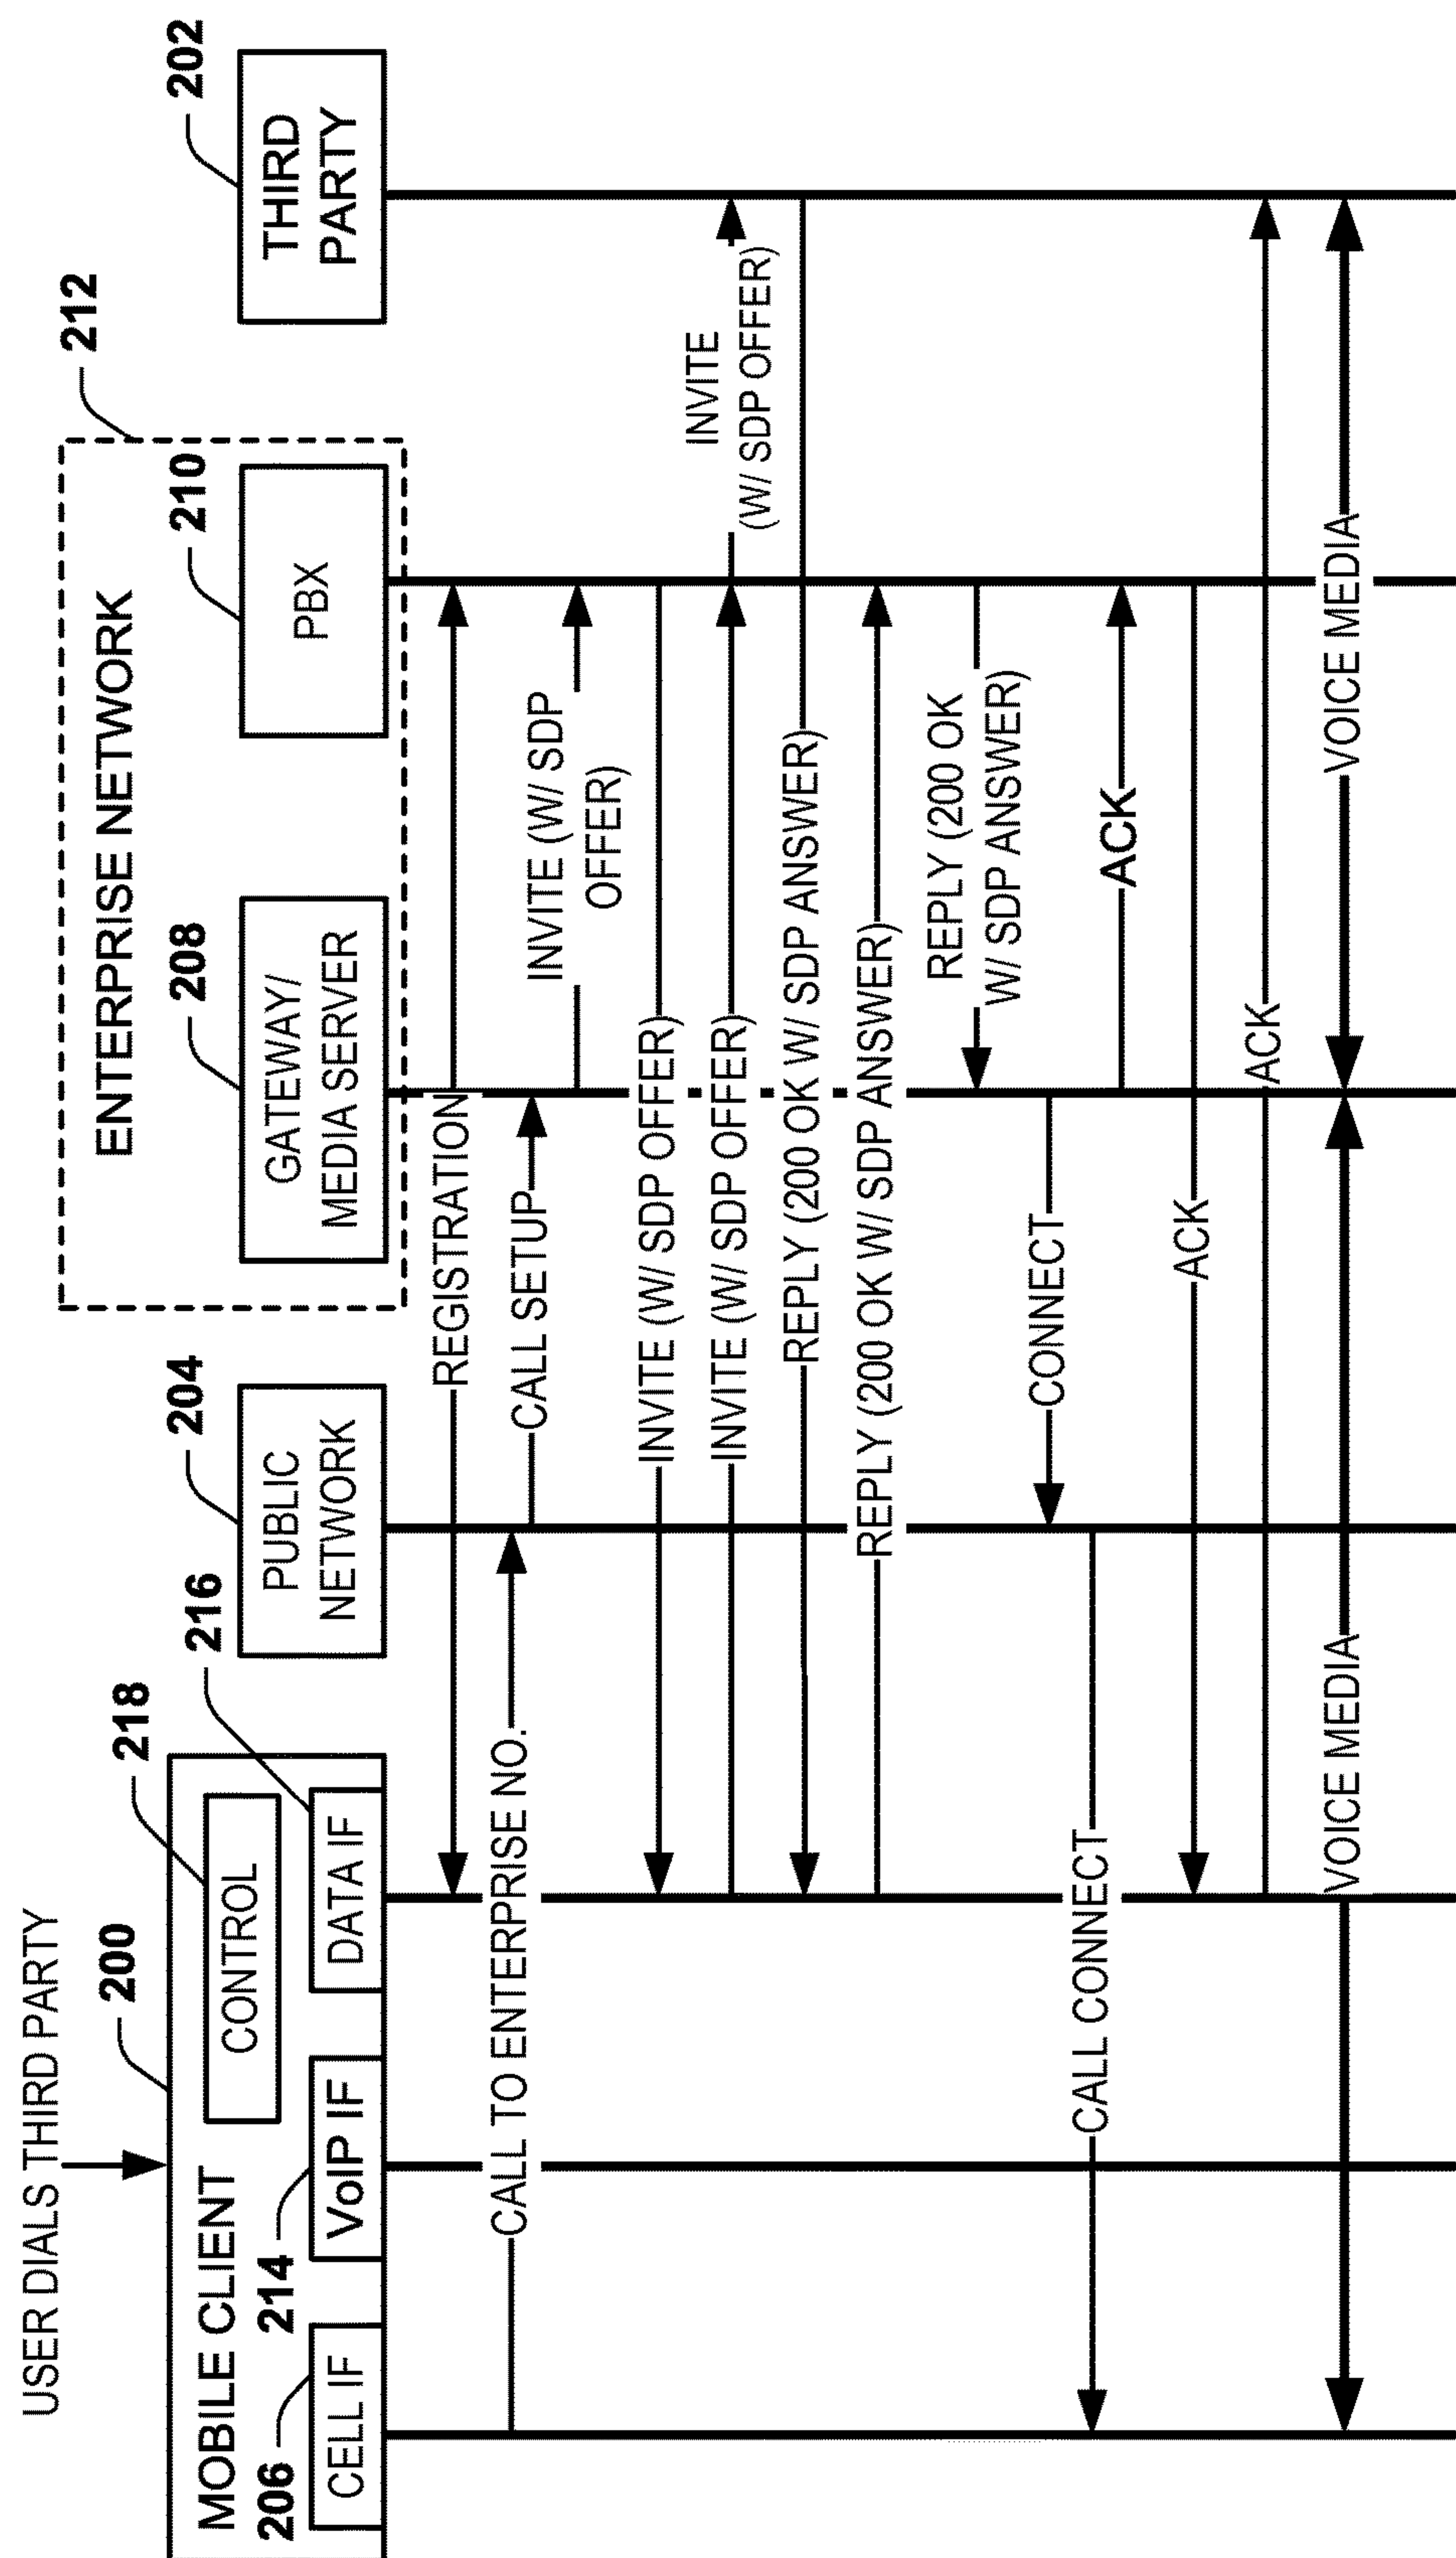 USER DIALS THIRD PARTY
200
MOBILE CLIENT
218
CONTROL
206
CELL IF
214
VoIP IF
216
DATA IF
204
PUBLIC
NETWORK
212
ENTERPRISE NETWORK
208
GATEWAY/
MEDIA SERVER
210
PBX
202
THIRD
PARTY
REGISTRATION
CALL TO ENTERPRISE NO.
CALL SETUP
INVITE (W/ SDP
OFFER)
INVITE (W/ SDP OFFER)
INVITE (W/ SDP OFFER)
INVITE
(W/ SDP OFFER)
REPLY (200 OK W/ SDP ANSWER)
REPLY (200 OK W/ SDP ANSWER)
REPLY (200 OK
W/ SDP ANSWER)
CONNECT
CALL CONNECT
ACK
ACK
ACK
VOICE MEDIA
VOICE MEDIA